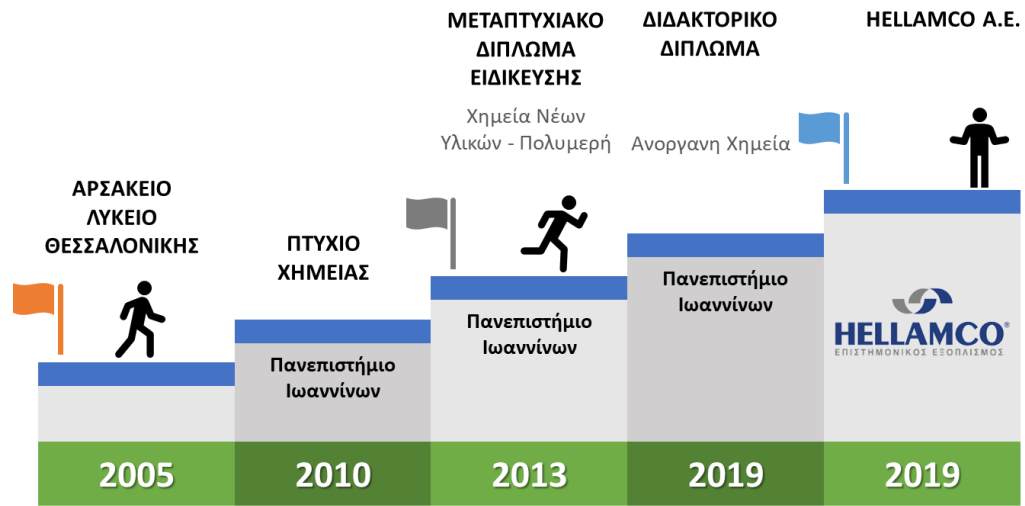 ΑΡΣΑΚΕΙΟ
ΛΥΚΕΙΟ
ΘΕΣΣΑΛΟΝΙΚΗΣ
2005
ΠΤΥΧΙΟ
ΧΗΜΕΙΑΣ
Πανεπιστήμιο
Ιωαννίνων
2010
ΜΕΤΑΠΤΥΧΙΑΚΟ
ΔΙΠΛΩΜΑ
ΕΙΔΙΚΕΥΣΗΣ
Χημεία Νέων
Υλικών - Πολυμερή
Πανεπιστήμιο
Ιωαννίνων
2013
ΔΙΔΑΚΤΟΡΙΚΟ
ΔΙΠΛΩΜΑ
Ανοργανη Χημεία
Πανεπιστήμιο
Ιωαννίνων
2019
HELLAMCO A.E.
HELLAMCO®
ΕΠΙΣΤΗΜΟΝΙΚΟΣ ΕΞΟΠΛΙΣΜΟΣ
2019